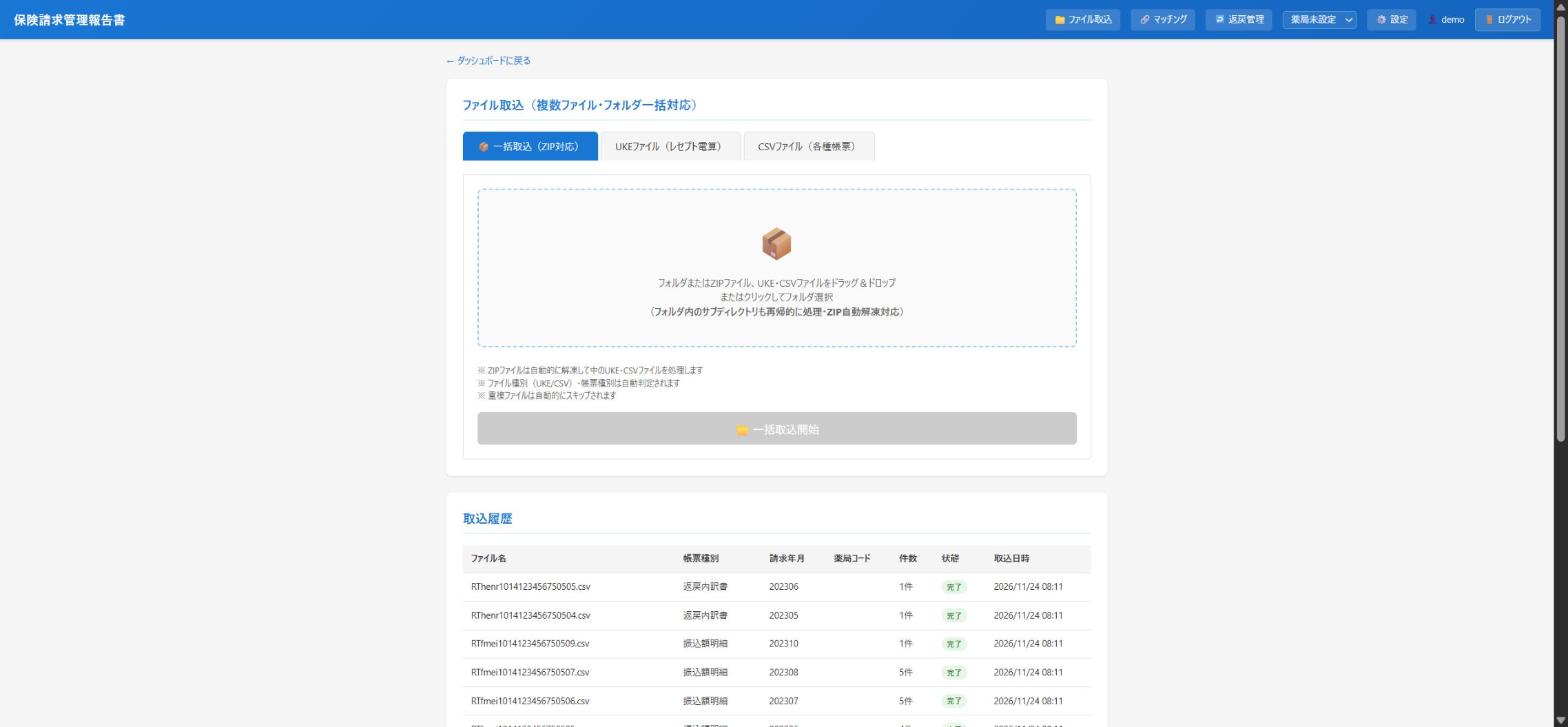 保険請求管理報告書
ファイル取込 マッチング 返戻管理 薬局未設定 設定 demo ログアウト
← ダッシュボードに戻る
ファイル取込（複数ファイル・フォルダ一括対応）
一括取込（ZIP対応） UKEファイル（レセプト電算） CSVファイル（各種帳票）
フォルダまたはZIPファイル、UKE・CSVファイルをドラッグ＆ドロップ
またはクリックしてフォルダ選択
（フォルダ内のサブディレクトリも再帰的に処理・ZIP自動解凍対応）
※ ZIPファイルは自動的に解凍して中のUKE・CSVファイルを処理します
※ ファイル種別（UKE/CSV）・帳票種別は自動判定されます
※ 重複ファイルは自動的にスキップされます
一括取込開始
取込履歴
ファイル名 帳票種別 請求年月 薬局コード 件数 状態 取込日時
RThenr1014123456750505.csv 返戻内訳書 202306 1件 完了 2026/11/24 08:11
RThenr1014123456750504.csv 返戻内訳書 202305 1件 完了 2026/11/24 08:11
RTfmei1014123456750509.csv 振込額明細 202310 1件 完了 2026/11/24 08:11
RTfmei1014123456750507.csv 振込額明細 202308 5件 完了 2026/11/24 08:11
RTfmei1014123456750506.csv 振込額明細 202307 5件 完了 2026/11/24 08:11